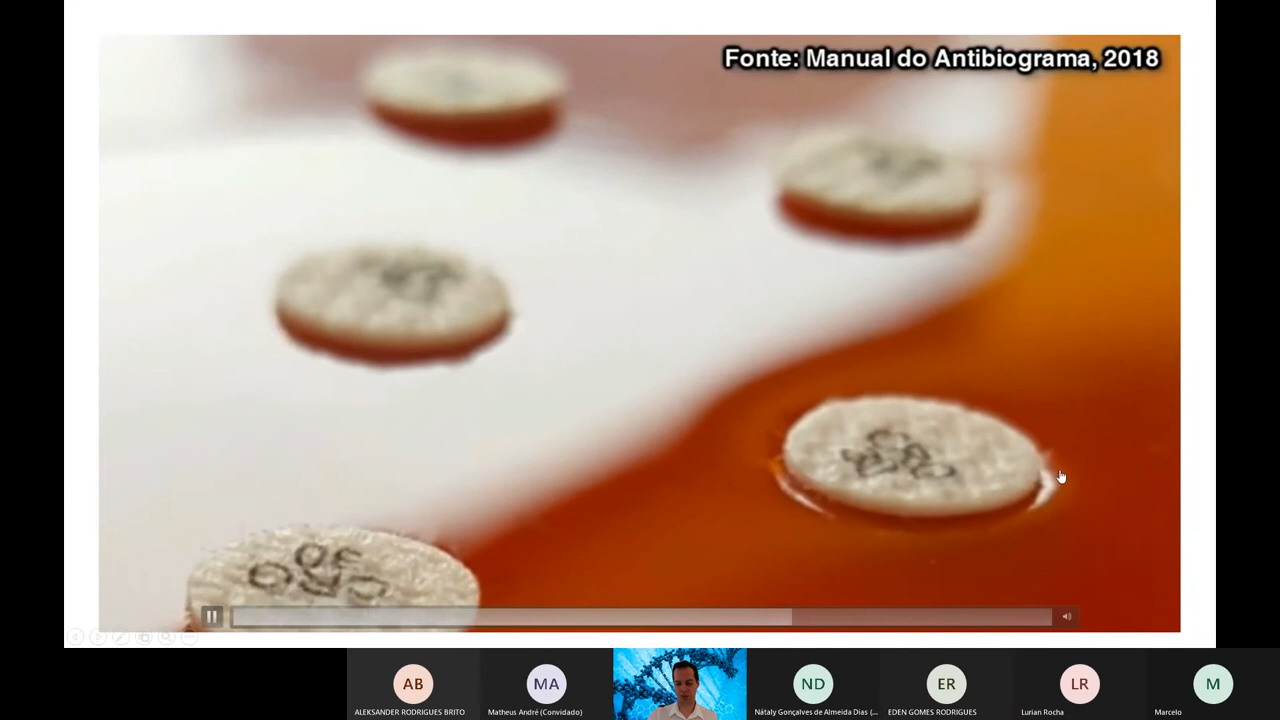 Fonte: Manual do Antibiograma, 2018
AB
MA
ND
ER
LR
M
ALEKSANDER RODRIGUES BRITO
Matheus André (Convidado)
Nátaly Gonçalves de Almeida Dias (...
EDEN GOMES RODRIGUES
Lurian Rocha
Marcelo